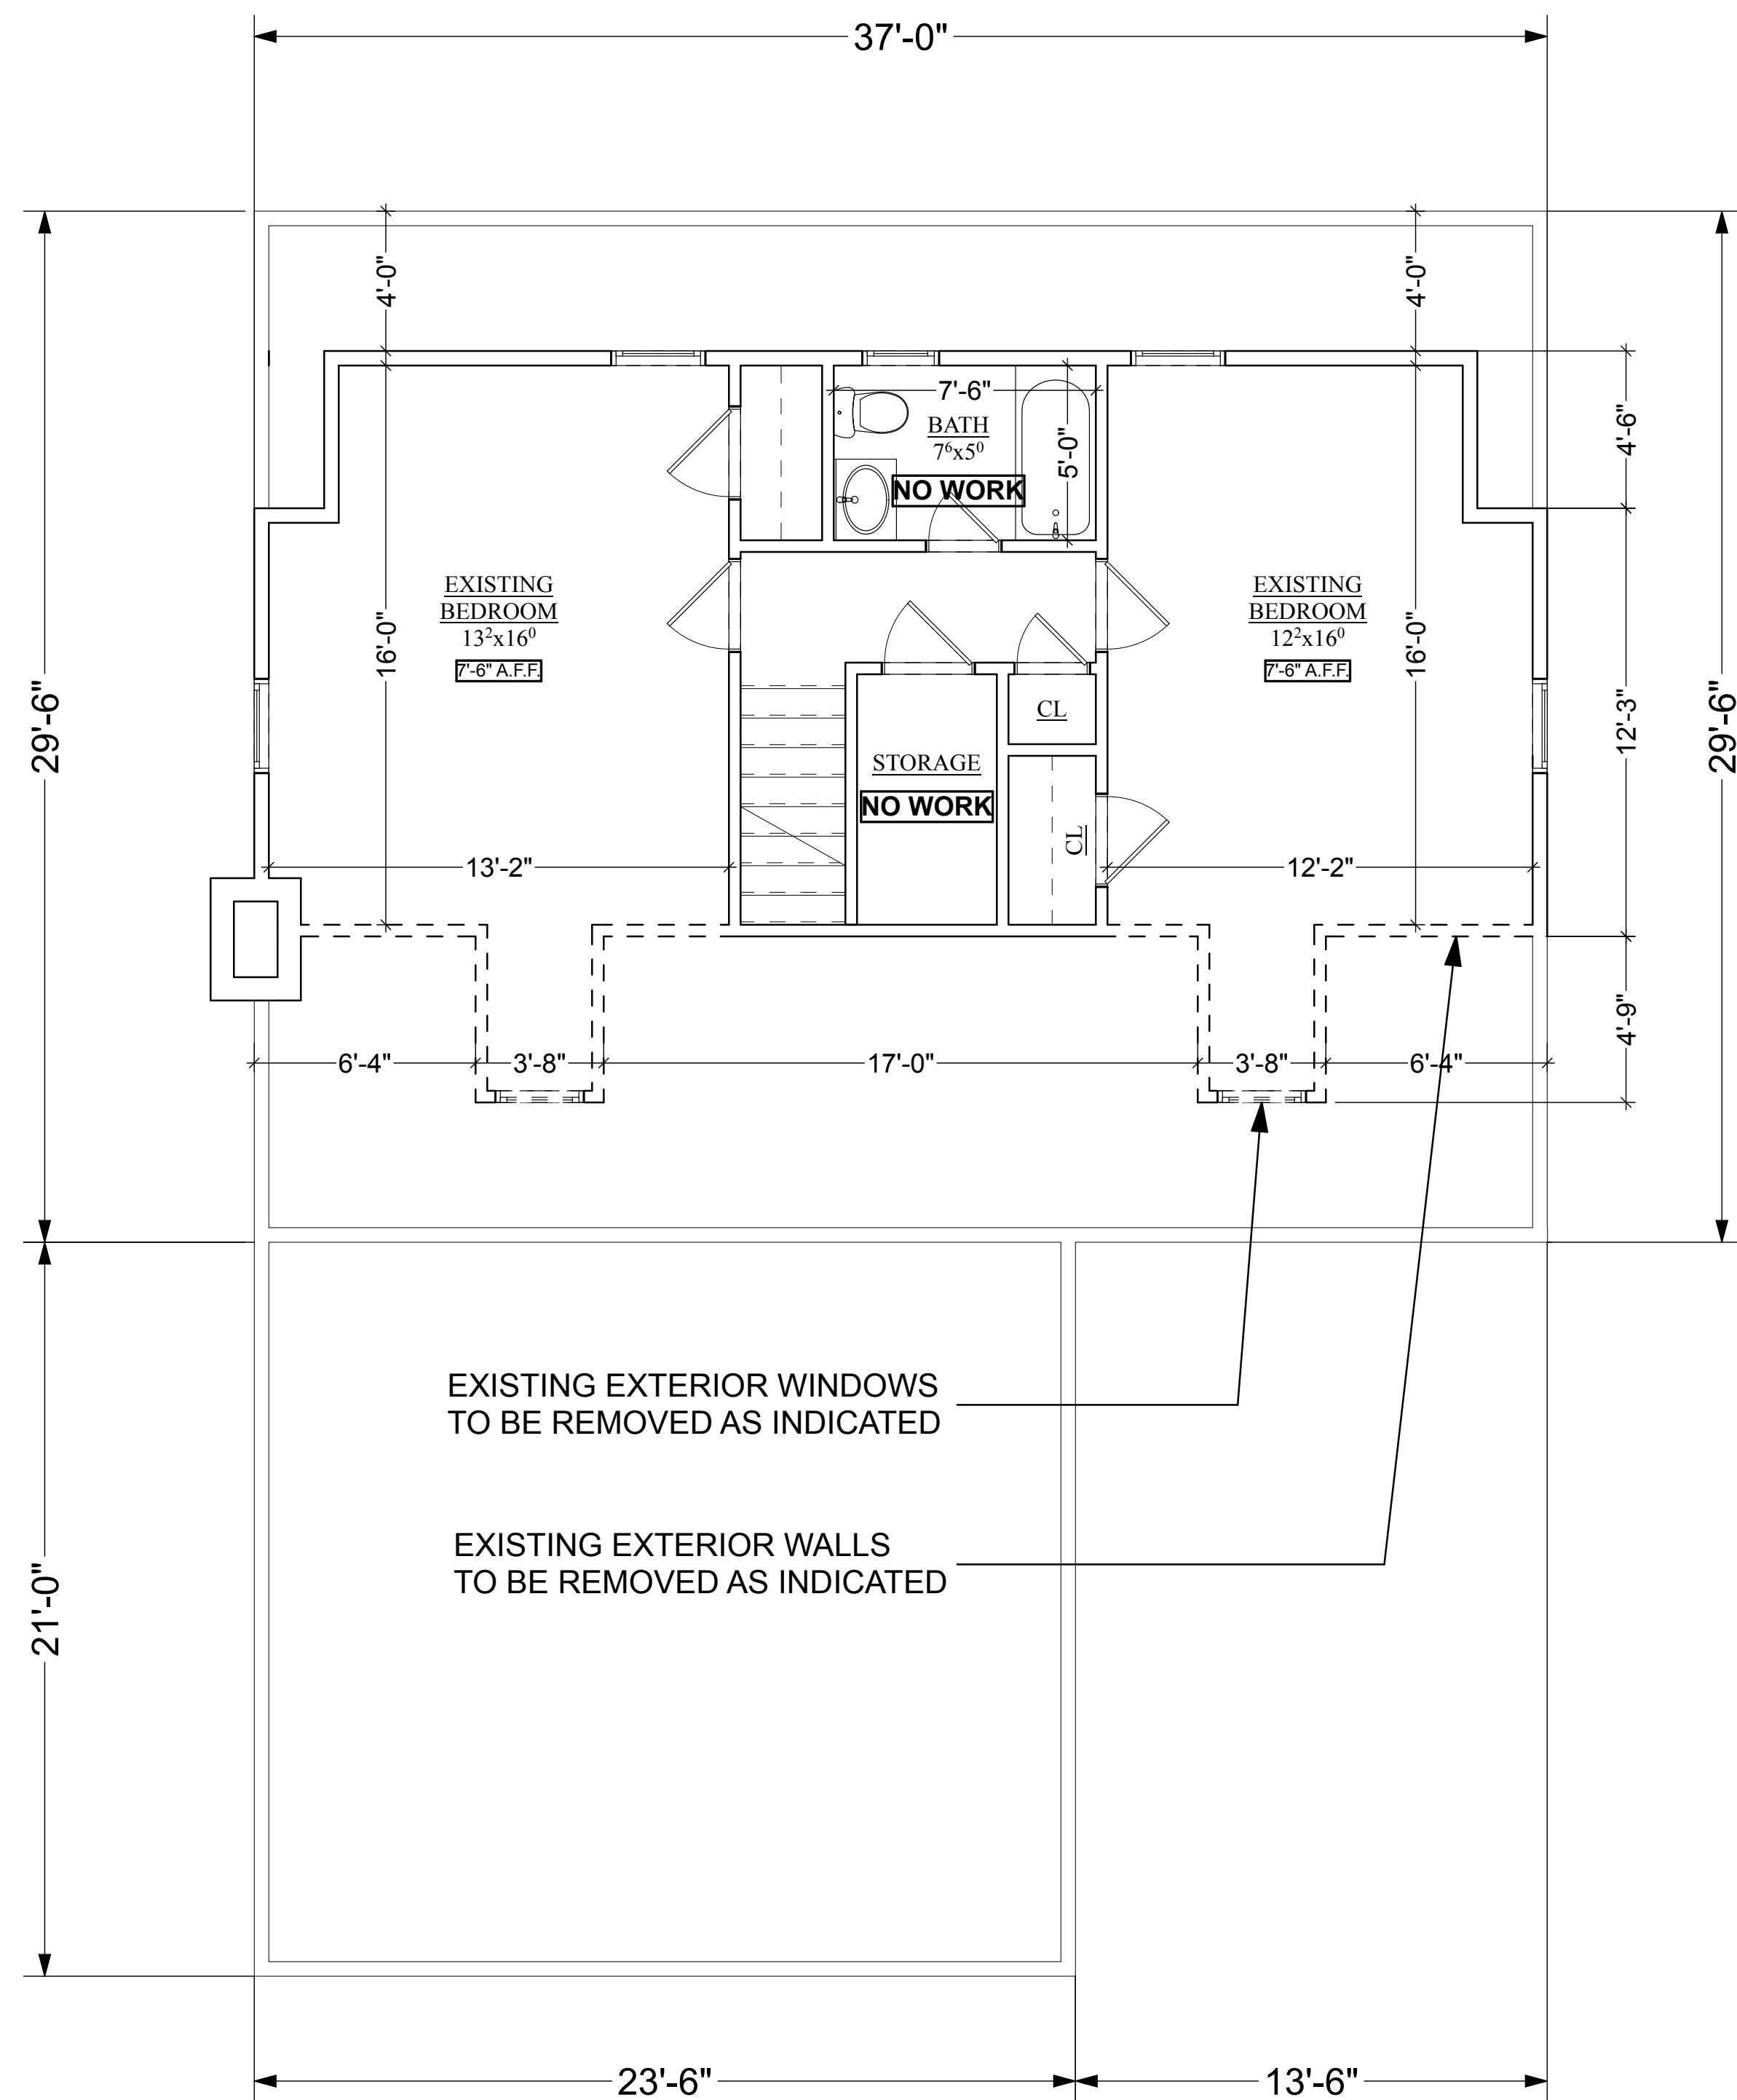 37'-0"
4'-0"
4'-0"
7'-6"
BATH
7⁶x5⁰
NO WORK
5'-0"
4'-6"
EXISTING
BEDROOM
13²x16⁰
7'-6" A.F.F.
16'-0"
EXISTING
BEDROOM
12²x16⁰
7'-6" A.F.F.
16'-0"
29'-6"
29'-6"
CL
12'-3"
STORAGE
NO WORK
CL
13'-2"
12'-2"
4'-9"
6'-4"
3'-8"
17'-0"
3'-8"
6'-4"
EXISTING EXTERIOR WINDOWS
TO BE REMOVED AS INDICATED
EXISTING EXTERIOR WALLS
TO BE REMOVED AS INDICATED
21'-0"
23'-6"
13'-6"